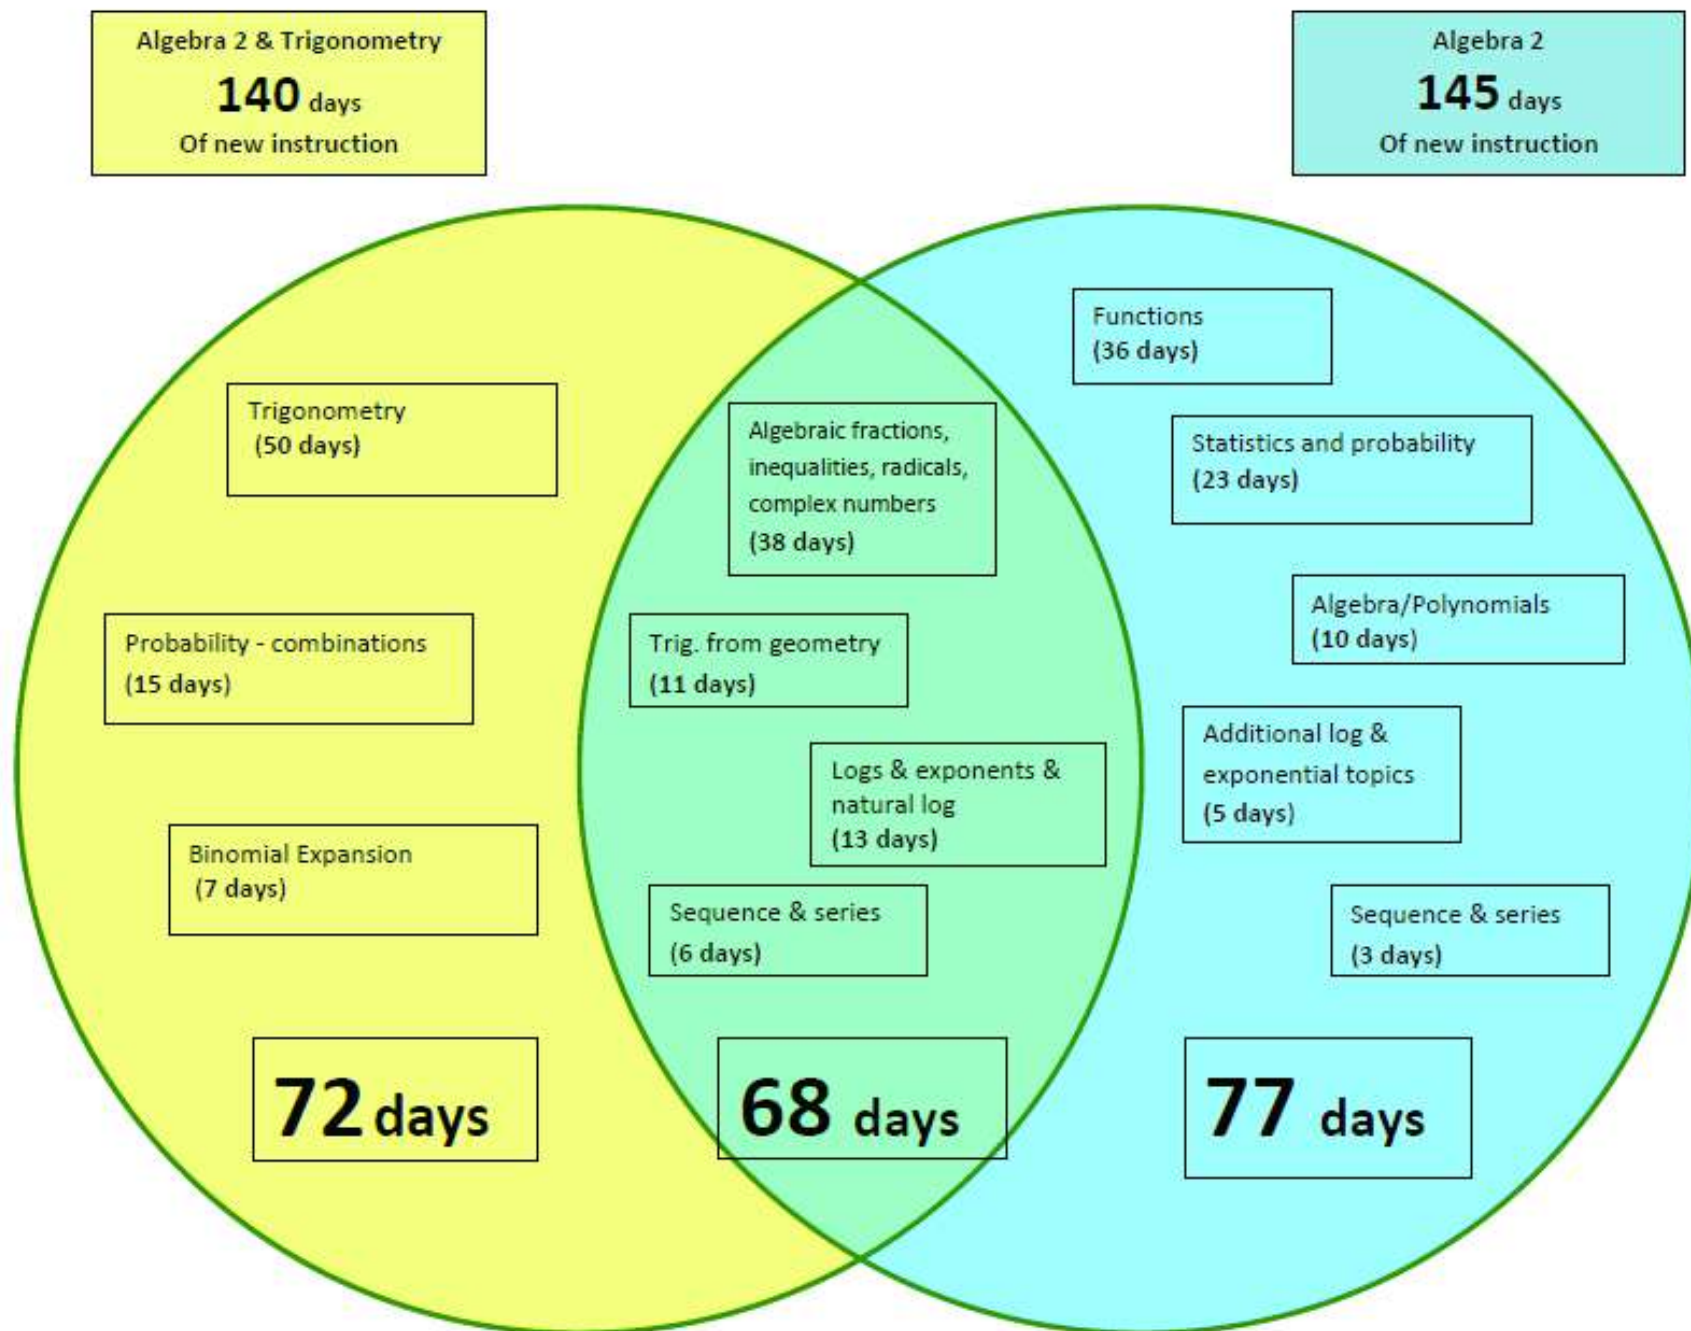 Algebra 2 & Trigonometry
140 days
Of new instruction
Algebra 2
145 days
Of new instruction
Trigonometry
(50 days)
Probability - combinations
(15 days)
Binomial Expansion
(7 days)
72 days
Algebraic fractions,
inequalities, radicals,
complex numbers
(38 days)
Trig. from geometry
(11 days)
Logs & exponents &
natural log
(13 days)
Sequence & series
(6 days)
68 days
Functions
(36 days)
Statistics and probability
(23 days)
Algebra/Polynomials
(10 days)
Additional log &
exponential topics
(5 days)
Sequence & series
(3 days)
77 days